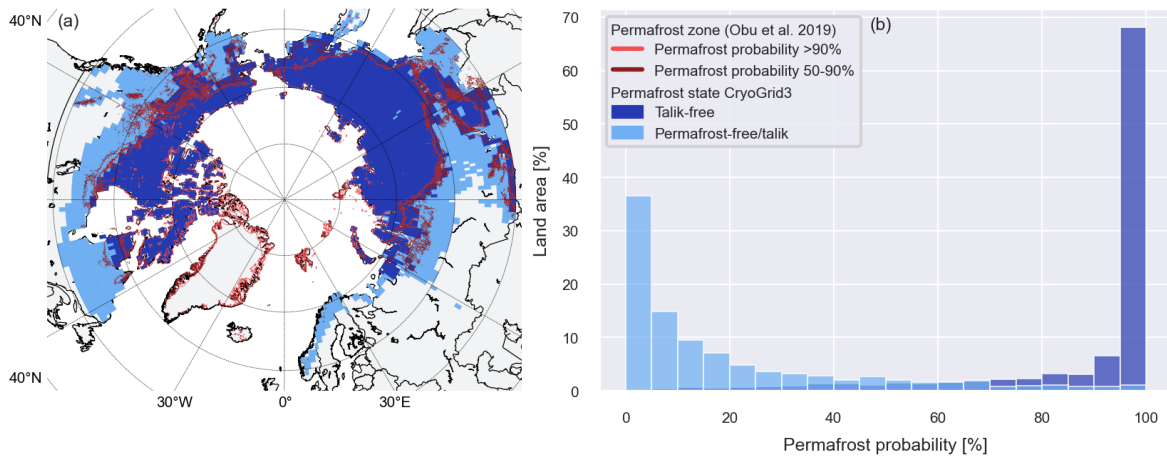 40°N
(a)
40°N
30°W
0°
30°E
Permafrost zone (Obu et al. 2019)
Permafrost probability >90%
Permafrost probability 50-90%
Permafrost state CryoGrid3
Talik-free
Permafrost-free/talik
(b)
70
60
50
40
30
20
10
0
Land area [%]
0
20
40
60
80
100
Permafrost probability [%]